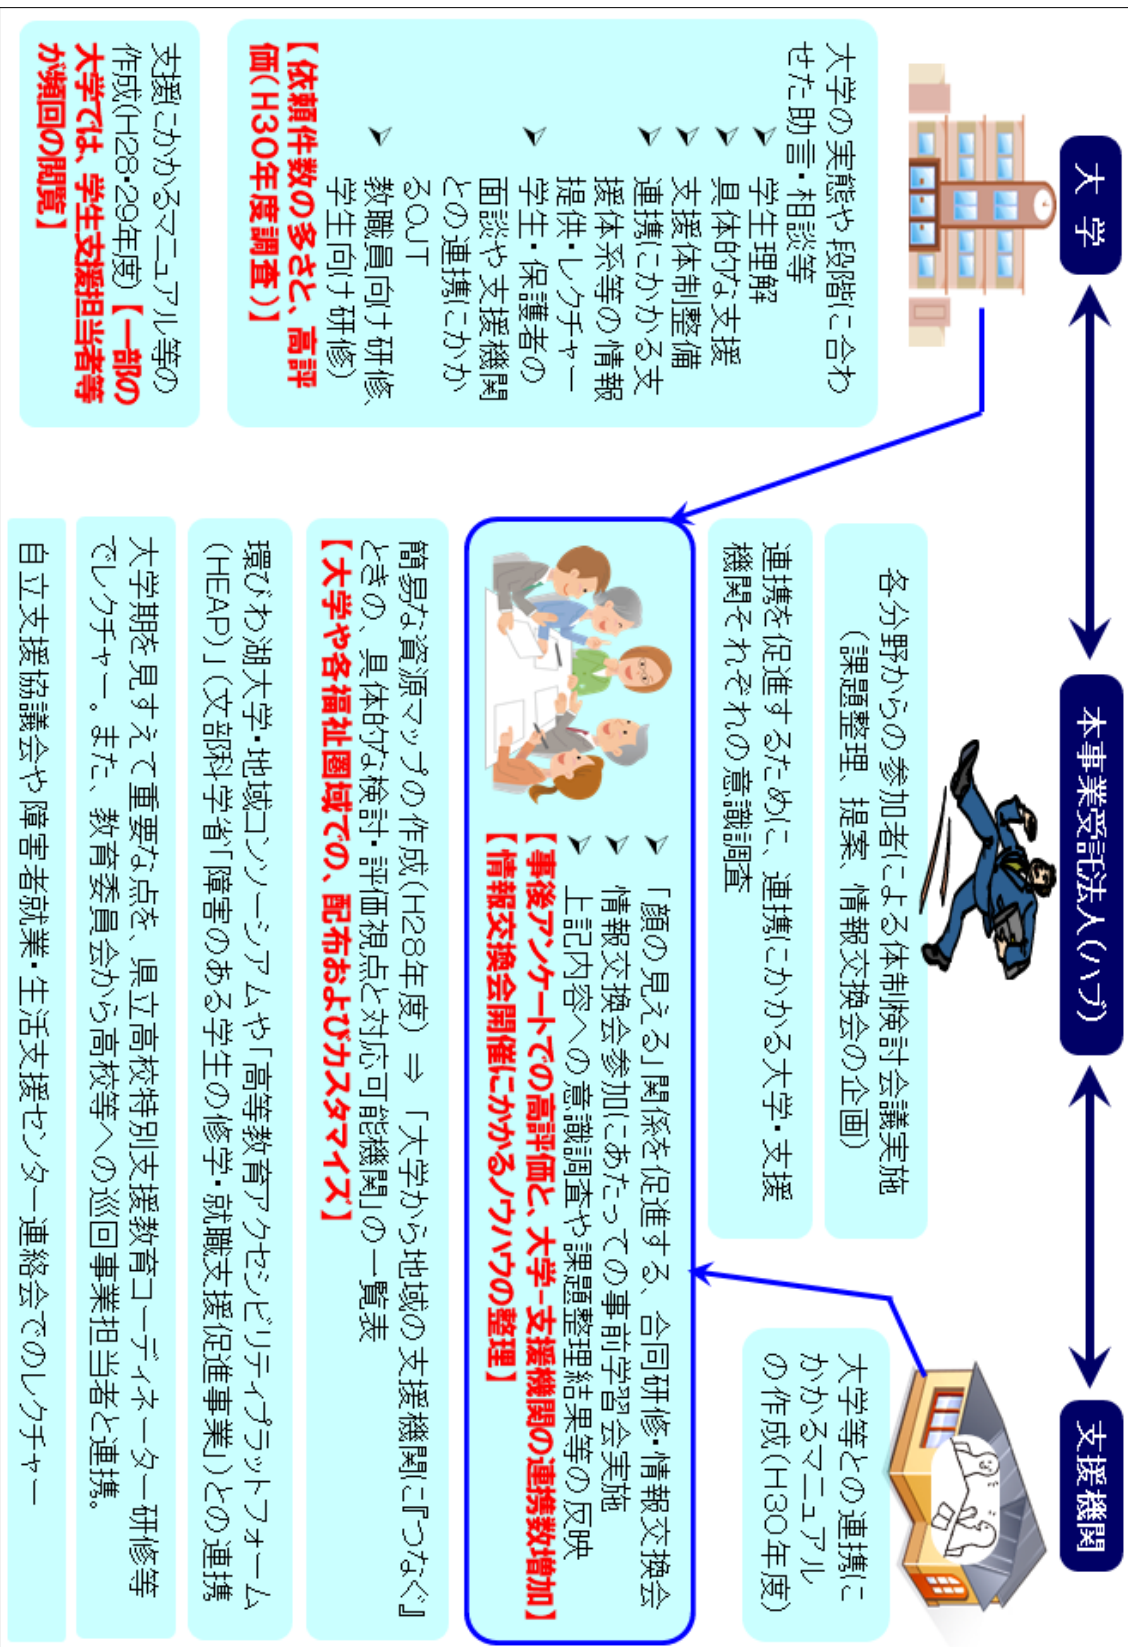 大 学
本事業受託法人(ハブ)
支援機関
大学の実態や段階に合わ
せた助言・相談等
➢ 学生理解
➢ 具体的な支援
➢ 支援体制整備
➢ 連携にかかる支
援体系等の情報
提供・レクチャー
➢ 学生・保護者の
面談や支援機関
との連携にかか
るOJT
➢ 教職員向け研修、
学生向け研修)
【依頼件数の多さと、高評
価(H30年度調査)】
支援にかかるマニュアル等の
作成(H28・29年度)【一部の
大学では、学生支援担当者等
が頻回の閲覧】
各分野からの参加者による体制検討会議実施
(課題整理、提案、情報交換会の企画)
連携を促進するために、連携にかかる大学・支援
機関それぞれの意識調査
➢ 「顔の見える」関係を促進する、合同研修・情報交換会
➢ 情報交換会参加にあたっての事前学習会実施
➢ 上記内容への意識調査や課題整理結果等の反映
【事後アンケートでの高評価と、大学-支援機関の連携数増加】
【情報交換会開催にかかるノウハウの整理】
簡易な資源マップの作成(H28年度) ⇒ 「大学から地域の支援機関に『つなぐ』
ときの、具体的な検討・評価視点と対応可能機関」の一覧表
【大学や各福祉圏域での、配布およびカスタマイズ】
環びわ湖大学・地域コンソーシアムや「高等教育アクセシビリティプラットフォーム
(HEAP)」(文部科学省「障害のある学生の修学・就職支援促進事業」)との連携
大学期を見すえて重要な点を、県立高校特別支援教育コーディネーター研修等
でレクチャー。また、教育委員会から高校等への巡回事業担当者と連携。
自立支援協議会や障害者就業・生活支援センター連絡会でのレクチャー
大学等との連携に
かかるマニュアル
の作成(H30年度)